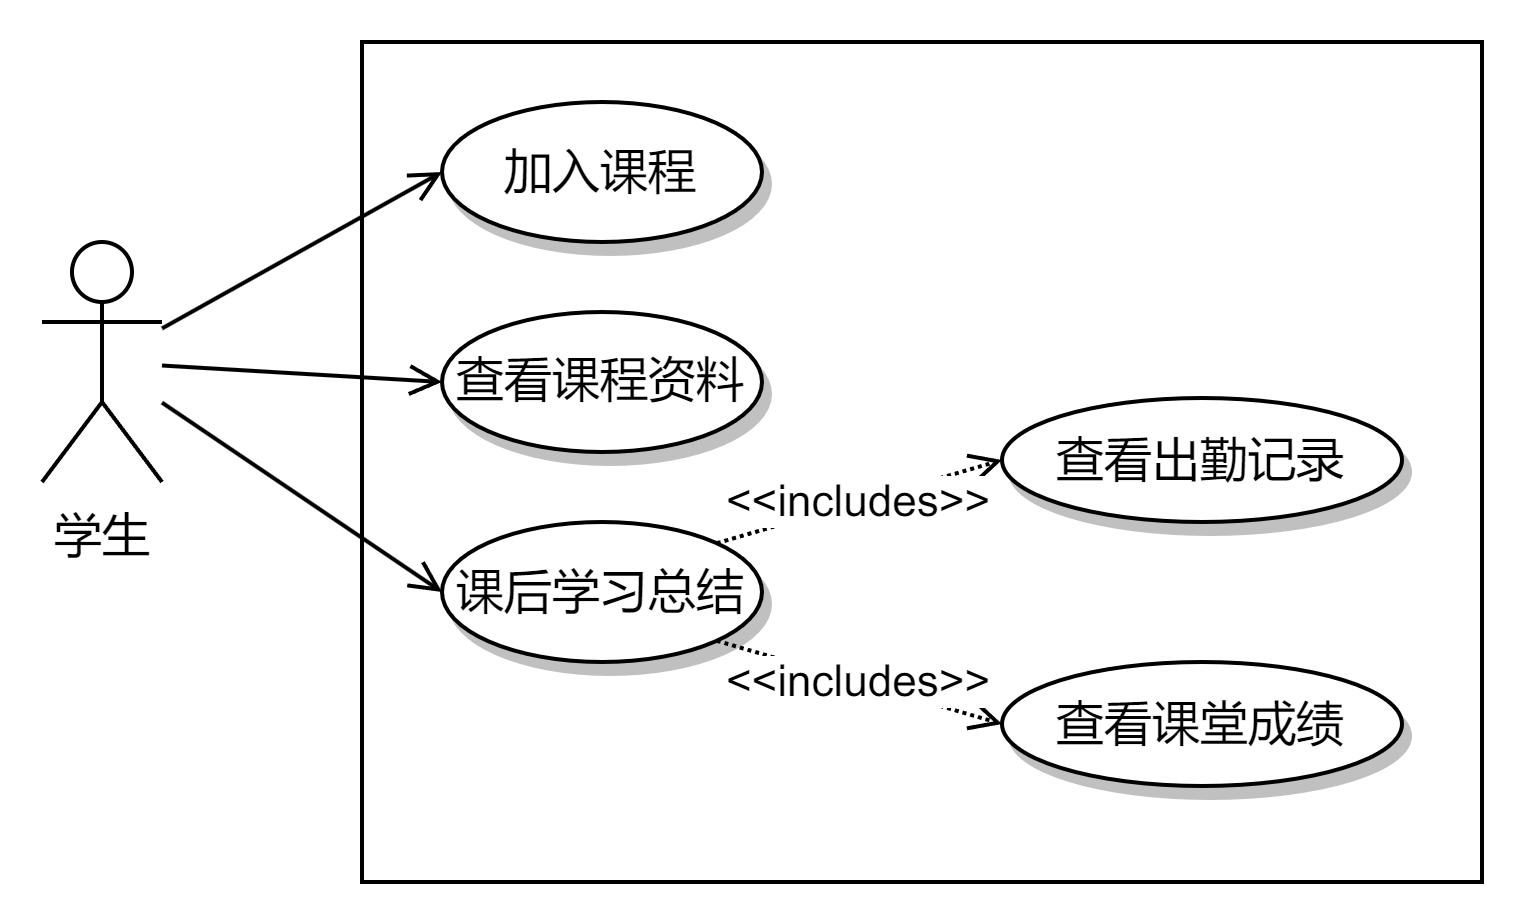 加入课程
查看课程资料
查看出勤记录
<<includes>>
学生
课后学习总结
<<includes>>
查看课堂成绩